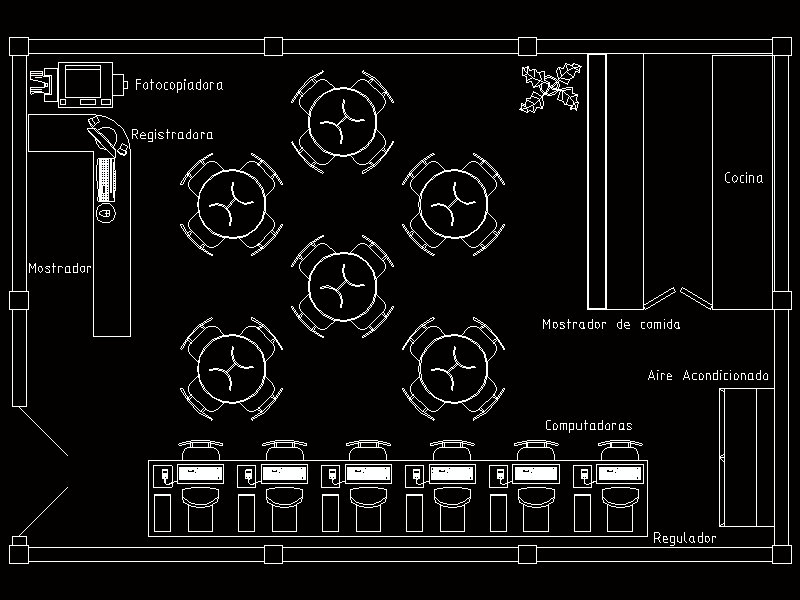 Fotocopiadora
Registradora
Cocina
Mostrador
Mostrador de comida
Aire Acondicionado
Computadoras
Regulador